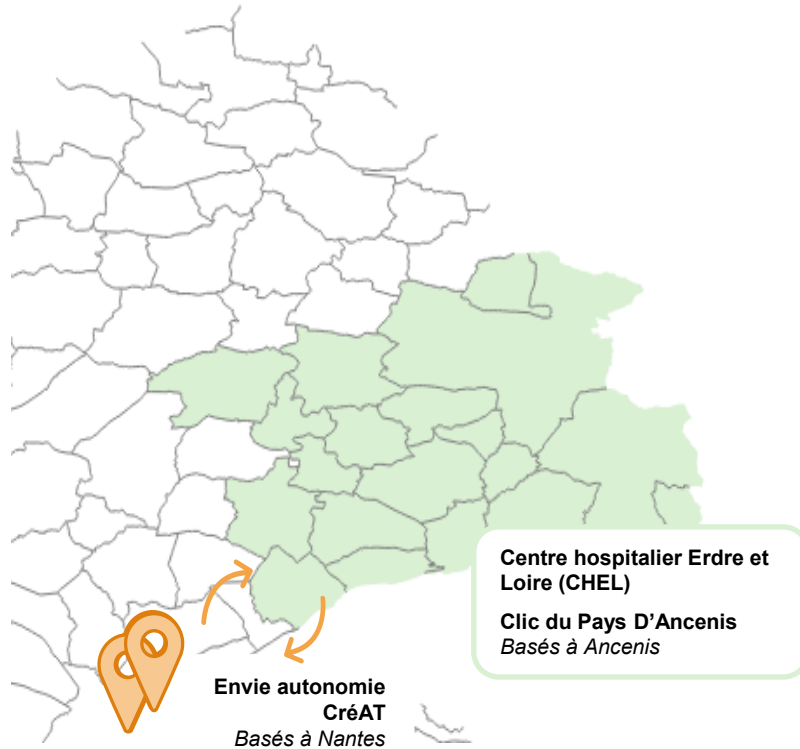 Centre hospitalier Erdre et
Loire (CHEL)
Clic du Pays D’Ancenis
Basés à Ancenis
Envie autonomie
CréAT
Basés à Nantes